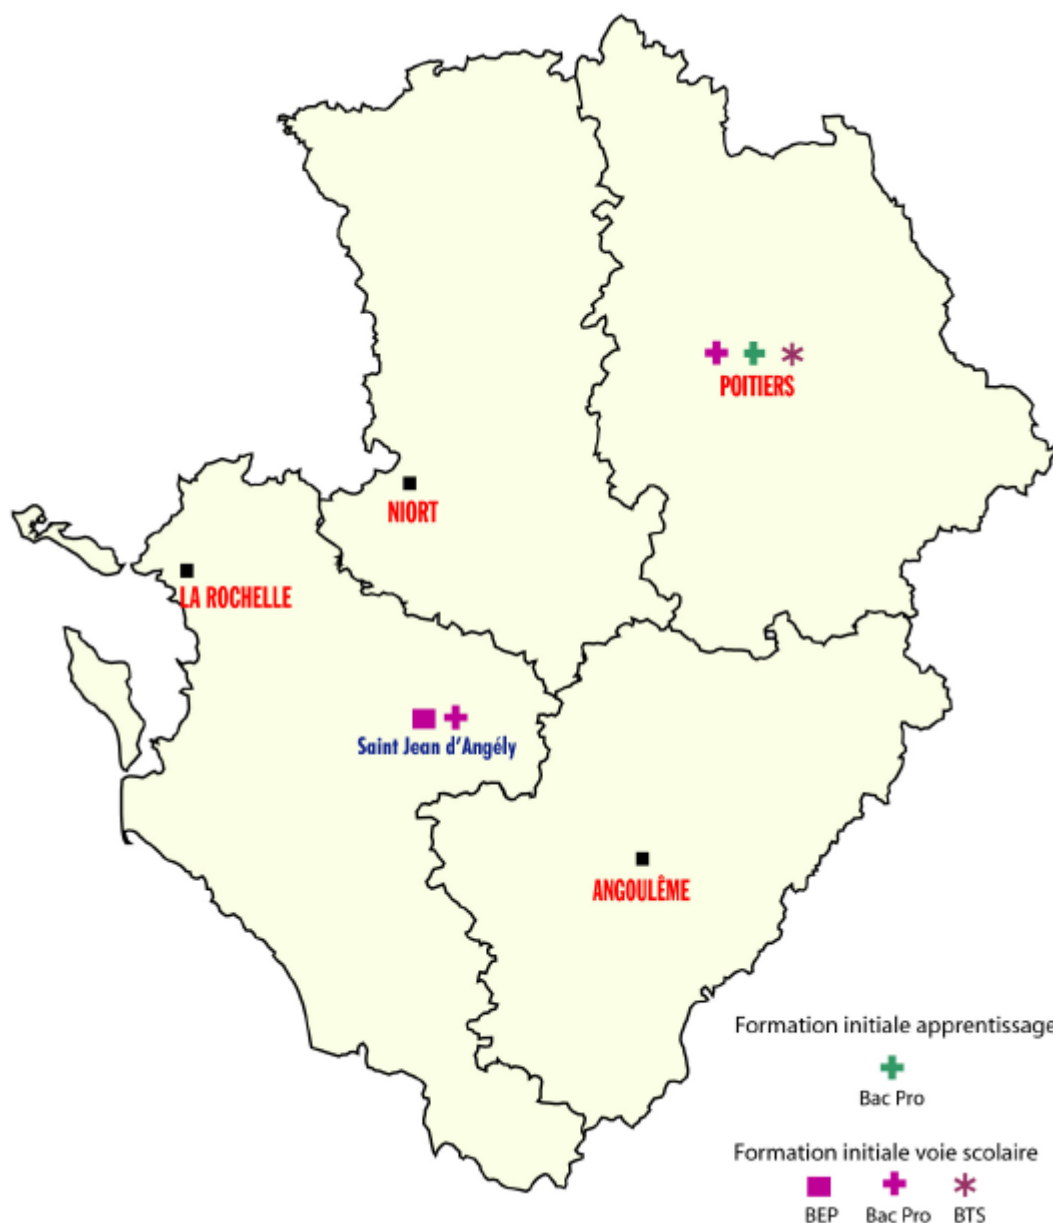 POITIERS
NIORT
LA ROCHELLE
Saint Jean d'Angély
ANGOULÊME
Formation initiale apprentissage
Bac Pro
Formation initiale voie scolaire
BEP Bac Pro BTS